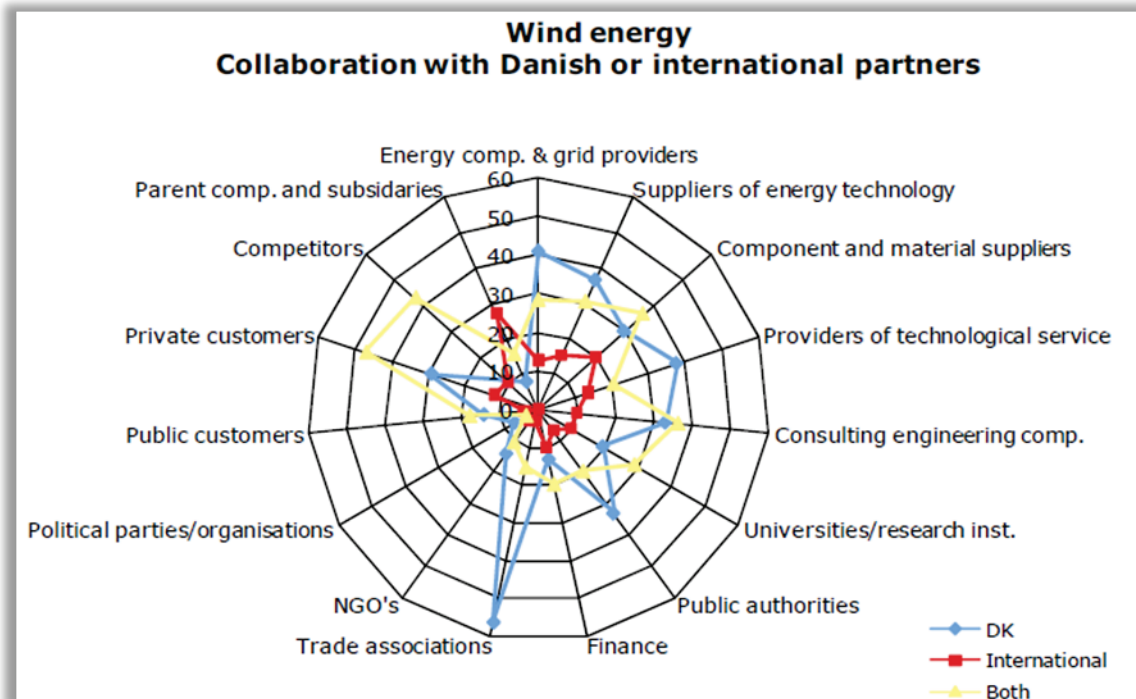 Wind energy
Collaboration with Danish or international partners
Energy comp. & grid providers
60
Parent comp. and subsidaries
Suppliers of energy technology
50
Competitors
Component and material suppliers
40
30
Private customers
Providers of technological service
20
10
0
Public customers
Consulting engineering comp.
Political parties/organisations
Universities/research inst.
NGO's
Public authorities
Trade associations
Finance
DK
International
Both